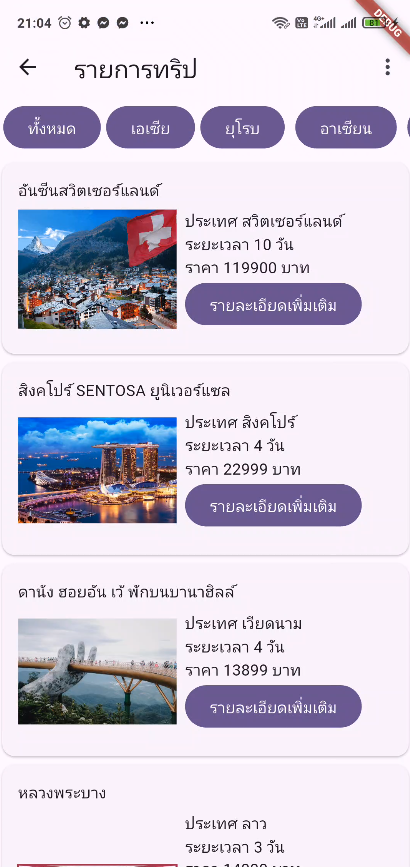 21:04
DEBUG
รายการทริป
ทั้งหมด
เอเซีย
ยุโรป
อาเซียน
อันซีนสวิตเซอร์แลนด์
ประเทศ สวิตเซอร์แลนด์
ระยะเวลา 10 วัน
ราคา 119900 บาท
รายละเอียดเพิ่มเติม
สิงคโปร์ SENTOSA ยูนิเวอร์แซล
ประเทศ สิงคโปร์
ระยะเวลา 4 วัน
ราคา 22999 บาท
รายละเอียดเพิ่มเติม
ดานัง ฮอยอัน เว้ พักบนบานาฮิลล์
ประเทศ เวียดนาม
ระยะเวลา 4 วัน
ราคา 13899 บาท
รายละเอียดเพิ่มเติม
หลวงพระบาง
ประเทศ ลาว
ระยะเวลา 3 วัน